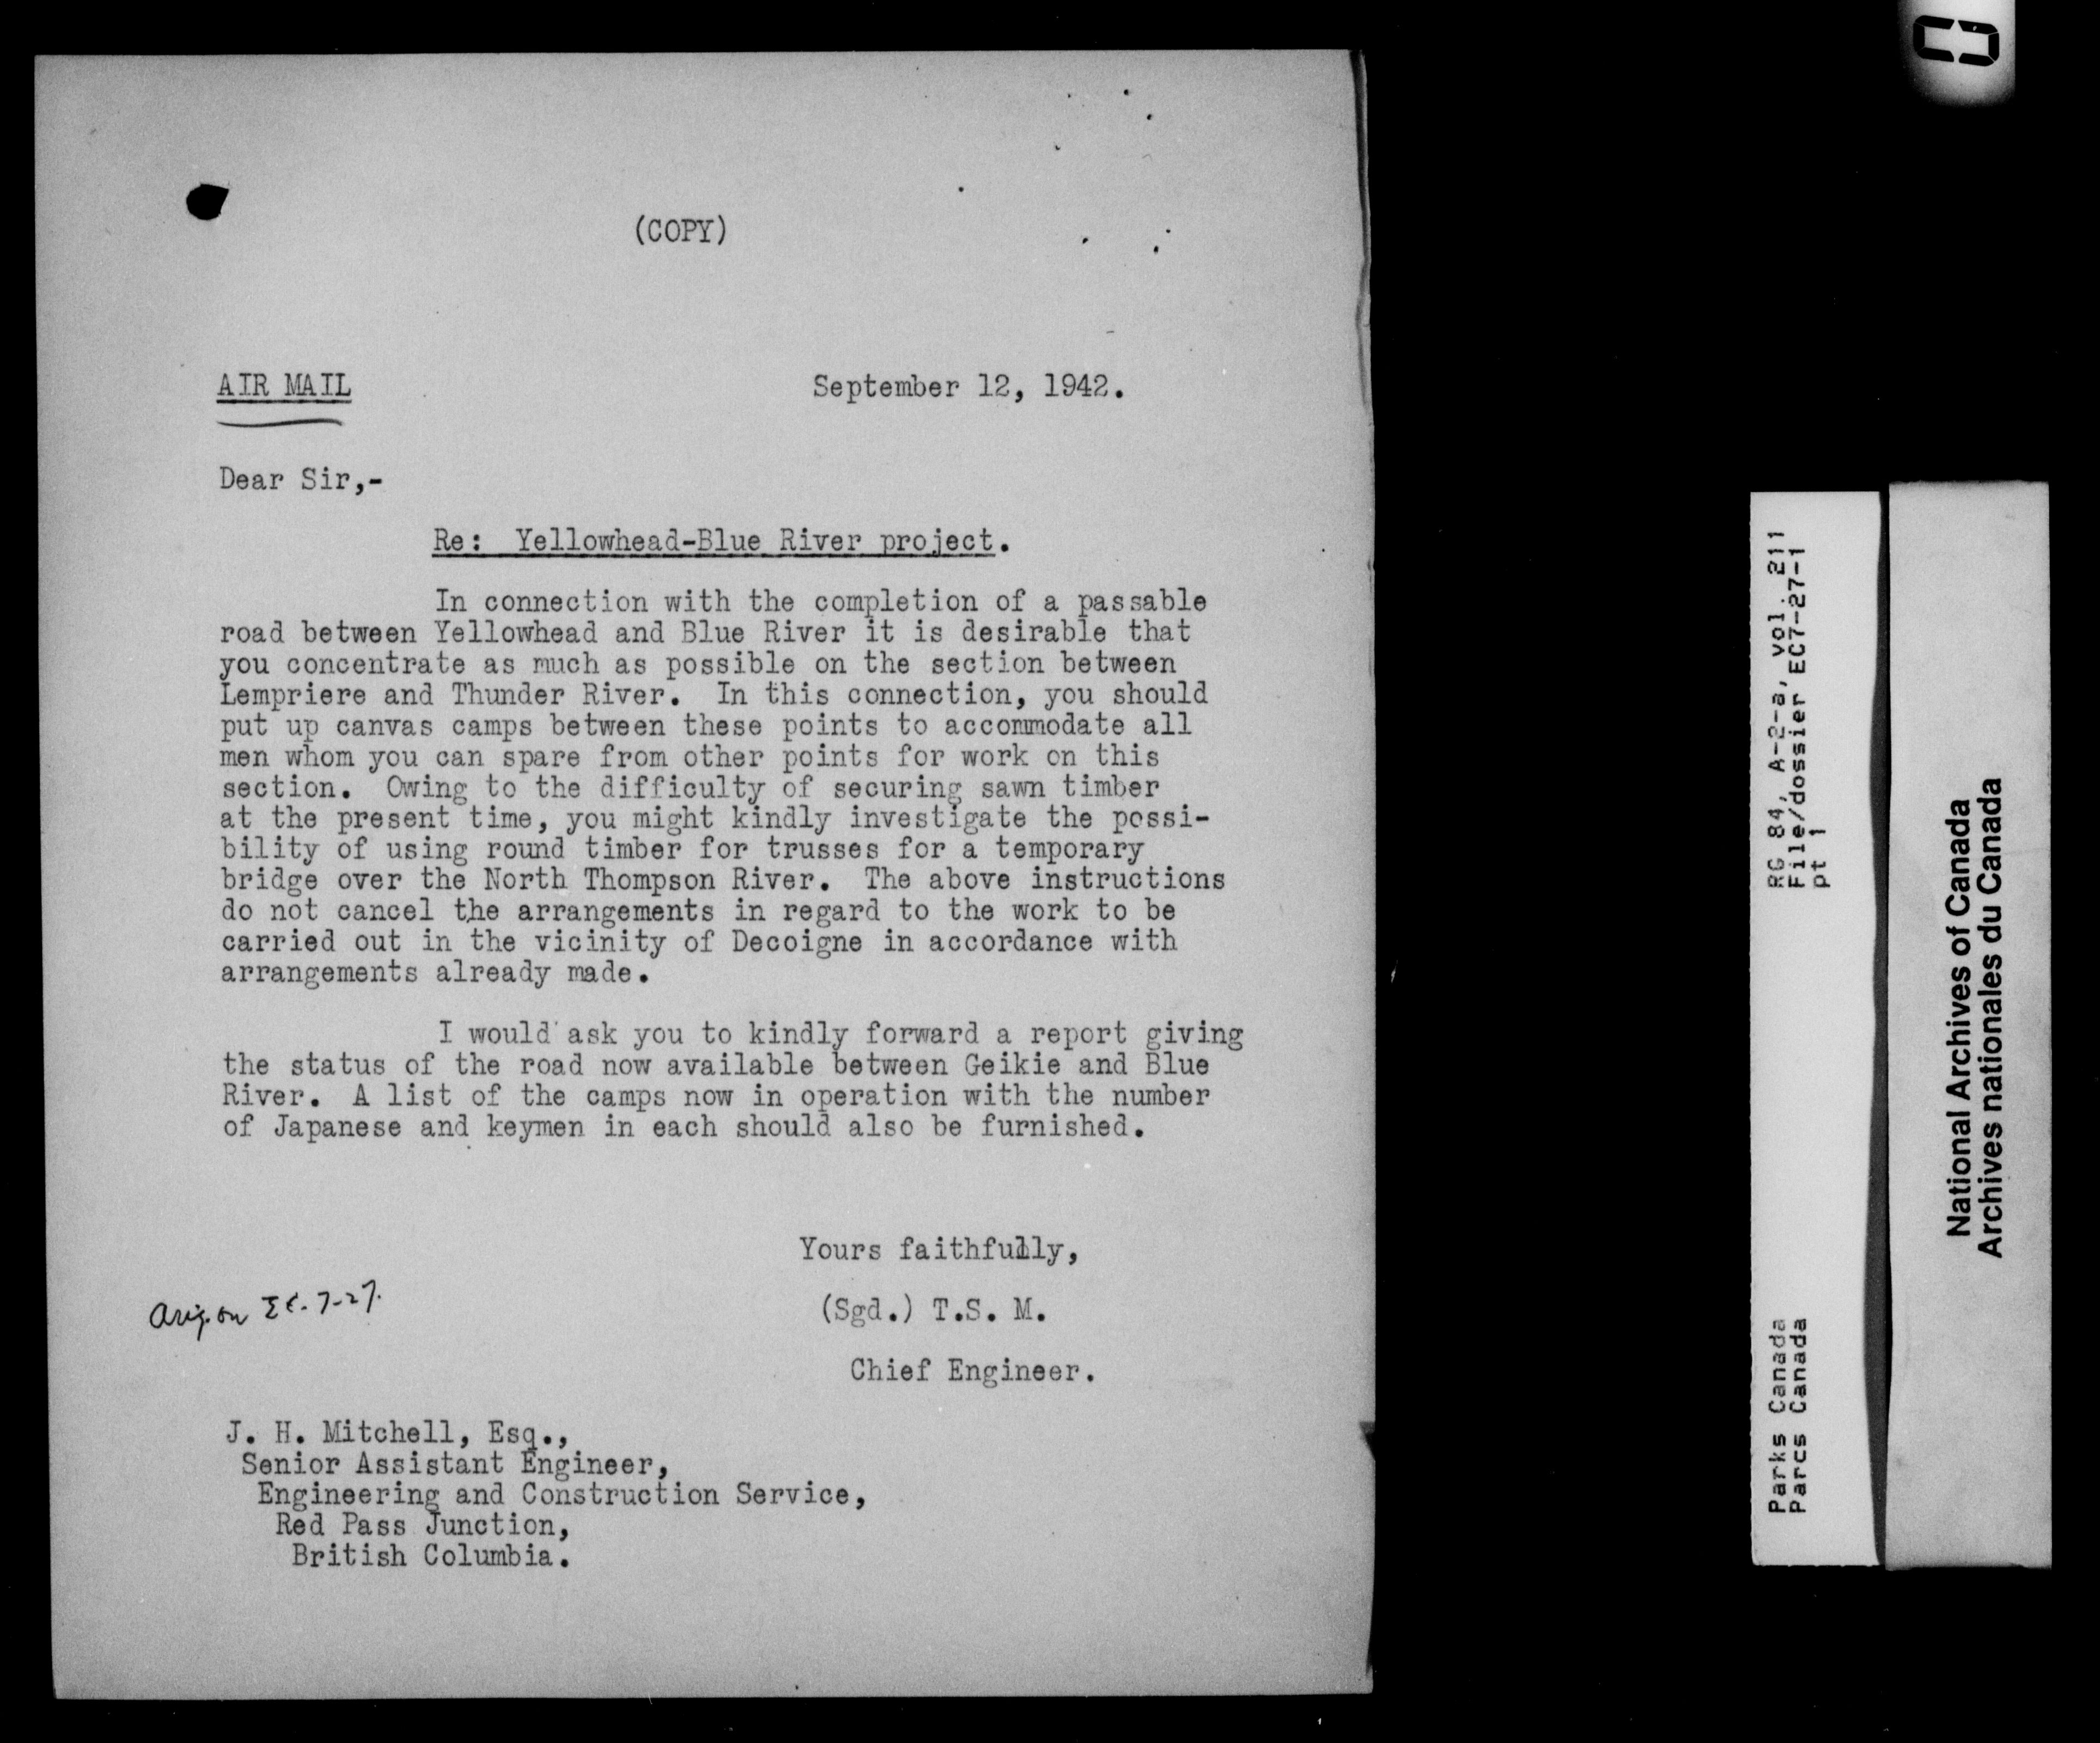 (COPY)
AIR MAIL
September 12, 1942.
Dear Sir,-
Re: Yellowhead-Blue River project.
In connection with the completion of a passable
road between Yellowhead and Blue River it is desirable that
you concentrate as much as possible on the section between
Lempriere and Thunder River. In this connection, you should
put up canvas camps between these points to accommodate all
men whom you can spare from other points for work on this
section. Owing to the difficulty of securing sawn timber
at the present time, you might kindly investigate the possi-
bility of using round timber for trusses for a temporary
bridge over the North Thompson River. The above instructions
do not cancel the arrangements in regard to the work to be
carried out in the vicinity of Decoigne in accordance with
arrangements already made.
I would ask you to kindly forward a report giving
the status of the road now available between Geikie and Blue
River. A list of the camps now in operation with the number
of Japanese and keymen in each should also be furnished.
Yours faithfully,
(Sgd.) T.S. M.
Chief Engineer.
Orig. on EC. 7-27.
J. H. Mitchell, Esq.,
Senior Assistant Engineer,
Engineering and Construction Service,
Red Pass Junction,
British Columbia.
RG 84, A-2-a, vol. 211
File/dossier EC7-27-1
pt 1
Parks Canada
Parcs Canada
National Archives of Canada
Archives nationales du Canada